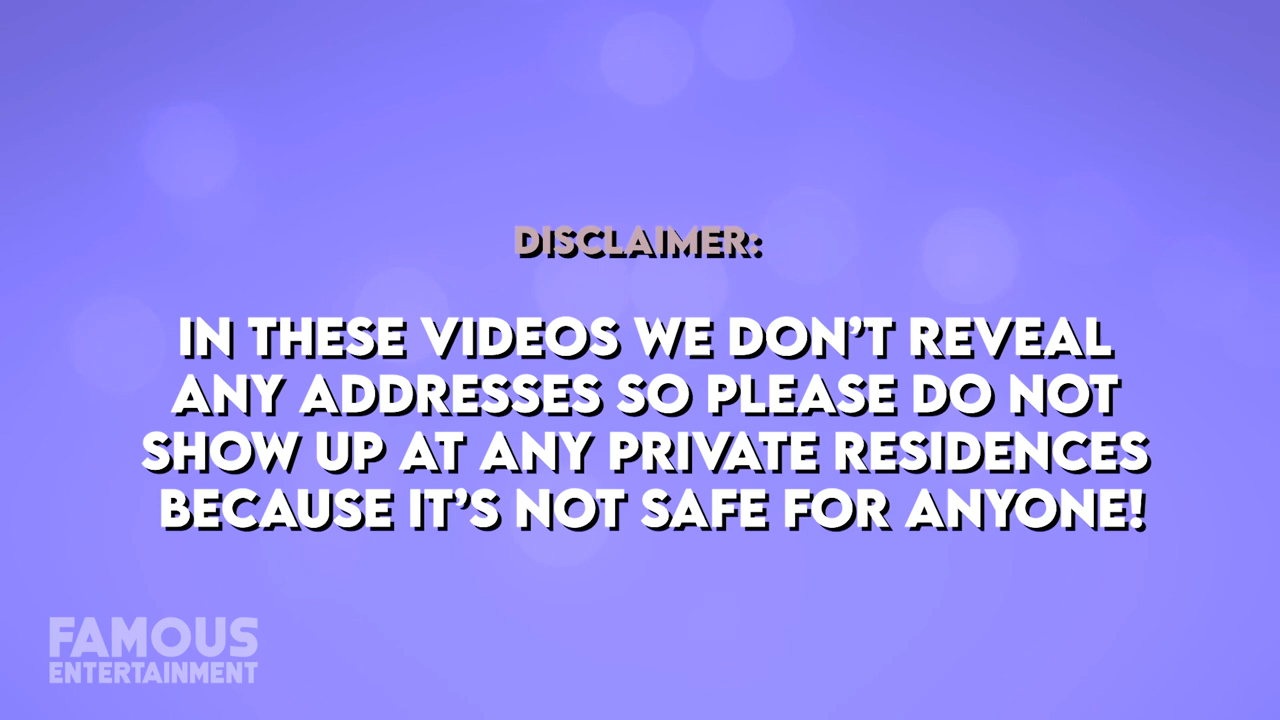 DISCLAIMER:
IN THESE VIDEOS WE DON'T REVEAL
ANY ADDRESSES SO PLEASE DO NOT
SHOW UP AT ANY PRIVATE RESIDENCES
BECAUSE IT'S NOT SAFE FOR ANYONE!
FAMOUS
ENTERTAINMENT